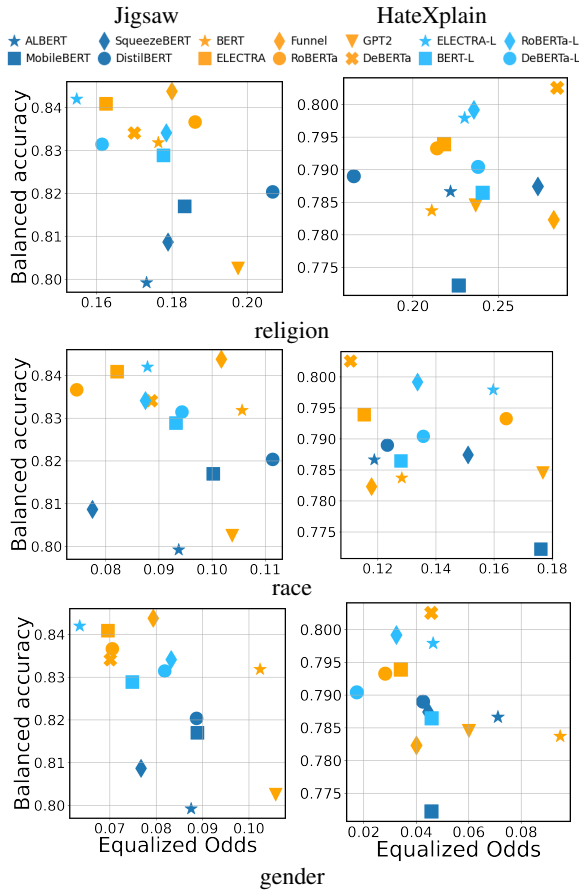 Jigsaw HateXplain
ALBERT SqueezeBERT BERT Funnel GPT2 ELECTRA-L RoBERTa-L
MobileBERT DistilBERT ELECTRA RoBERTa DeBERTa BERT-L DeBERTa-L
Balanced accuracy
0.84
0.83
0.82
0.81
0.80
0.16 0.18 0.20
0.800
0.795
0.790
0.785
0.780
0.775
0.20 0.25
religion
Balanced accuracy
0.84
0.83
0.82
0.81
0.80
0.08 0.09 0.10 0.11
0.800
0.795
0.790
0.785
0.780
0.775
0.12 0.14 0.16 0.18
race
Balanced accuracy
0.84
0.83
0.82
0.81
0.80
0.07 0.08 0.09 0.10
Equalized Odds
0.800
0.795
0.790
0.785
0.780
0.775
0.02 0.04 0.06 0.08
Equalized Odds
gender